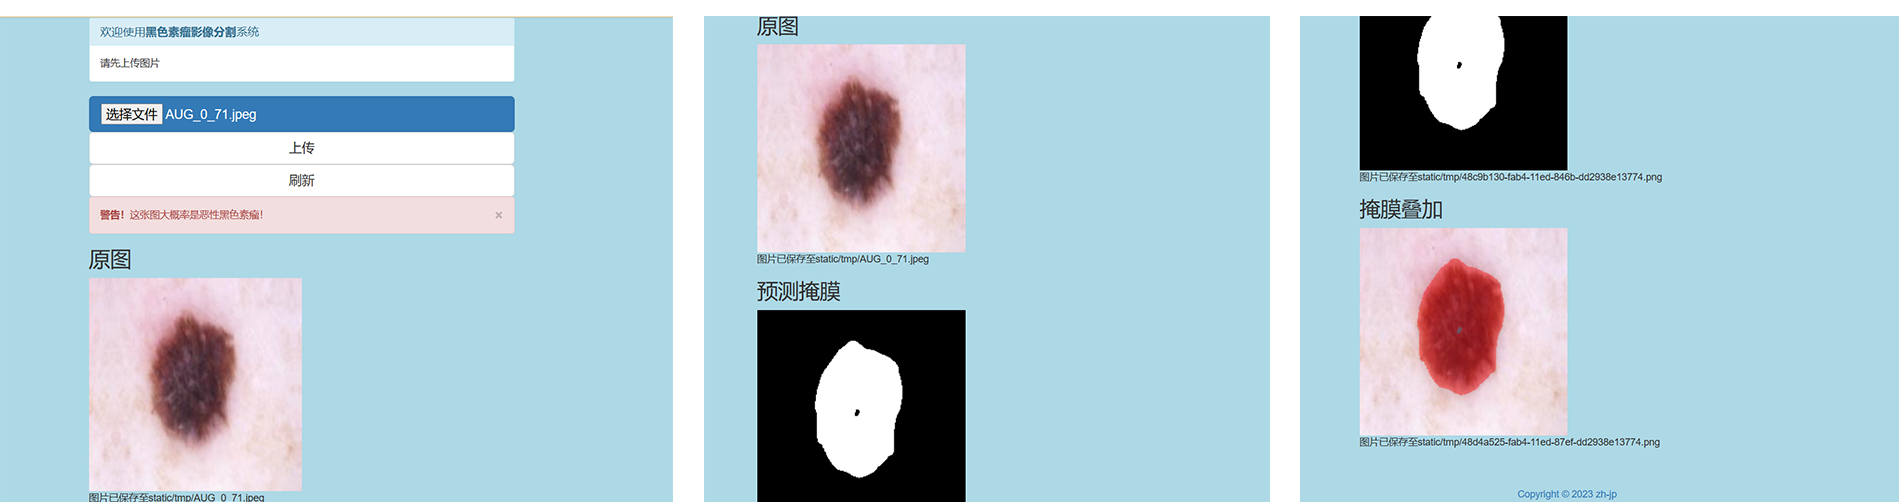 欢迎使用黑色素瘤影像分割系统
请先上传图片
选择文件 AUG_0_71.jpeg
上传
刷新
警告！这张图大概率是恶性黑色素瘤！ ×
原图
图片已保存至static/tmp/AUG_0_71.jpeg
原图
图片已保存至static/tmp/AUG_0_71.jpeg
预测掩膜
图片已保存至static/tmp/48c9b130-fab4-11ed-846b-dd2938e13774.png
掩膜叠加
图片已保存至static/tmp/48d4a525-fab4-11ed-87ef-dd2938e13774.png
Copyright © 2023 zh-jp